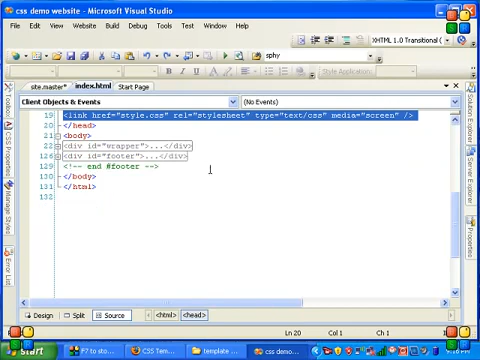 css demo website - Microsoft Visual Studio
File Edit View Website Build Debug Tools Test Window Help
XHTML 1.0 Transitional (
sphy
Style Application:
site.master* index.html Start Page
Client Objects & Events (No Events)
19 <link href="style.css" rel="stylesheet" type="text/css" media="screen" />
20 </head>
21 <body>
22 <div id="wrapper">...</div>
126 <div id="footer">...</div>
129 <!-- end #footer -->
130 </body>
131 </html>
132
Toolbox
CSS Properties
Manage Styles
Error List
Solution Explorer
Server Explorer
Properties
Design Split Source <html> <head>
Ready Ln 20 Col 1 Ch 1
start F7 to sto... CSS Tem... template ... css demo...